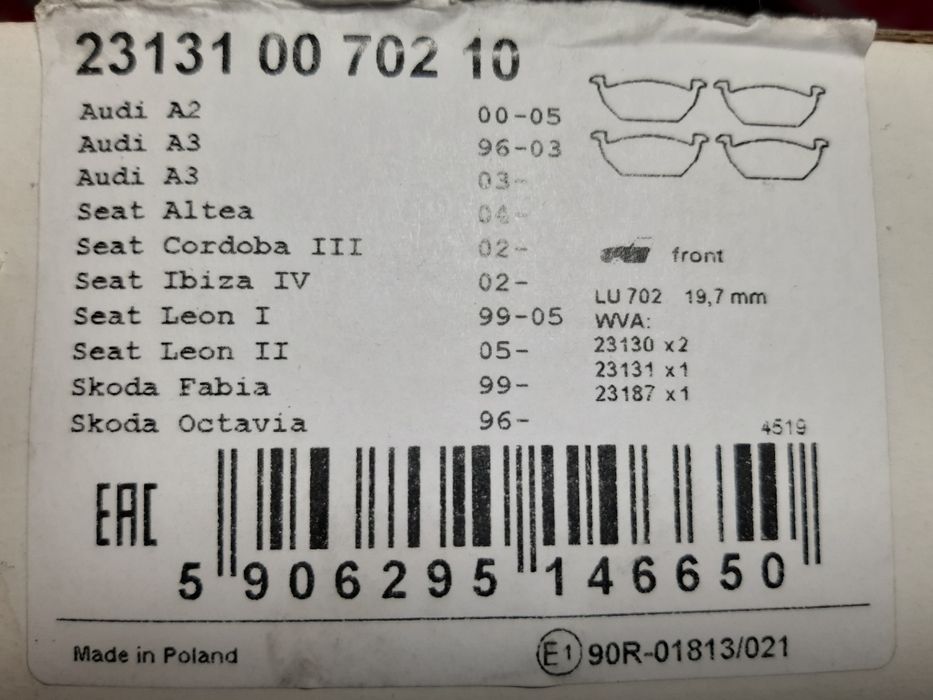 23131 00 702 10
Audi A2 00-05
Audi A3 96-03
Audi A3 03-
Seat Altea 04-
Seat Cordoba III 02-
Seat Ibiza IV 02-
Seat Leon I 99-05
Seat Leon II 05-
Skoda Fabia 99-
Skoda Octavia 96-
front
LU 702 19,7 mm
WVA:
23130 x2
23131 x1
23187 x1
4519
EAC
5 906295 146650
Made in Poland
E1 90R-01813/021